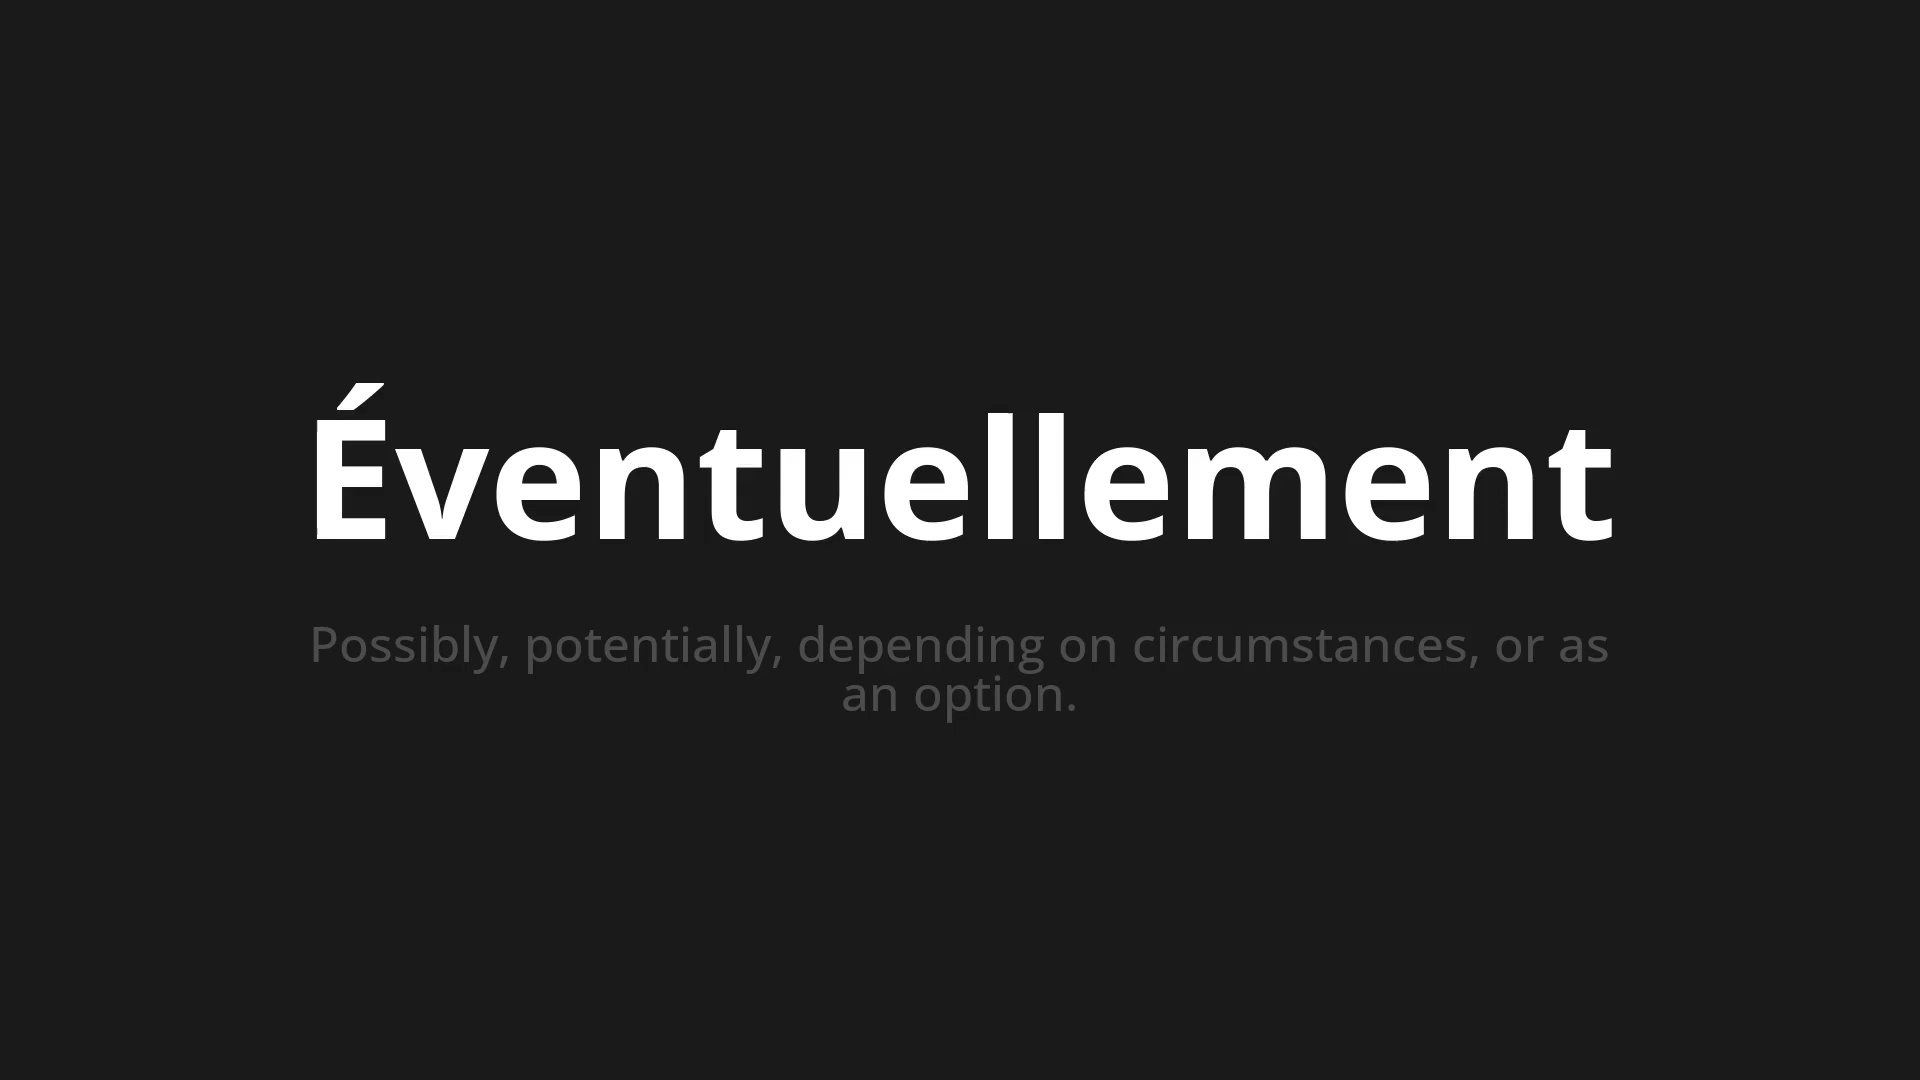 Éventuellement
Possibly, potentially, depending on circumstances, or as
an option.